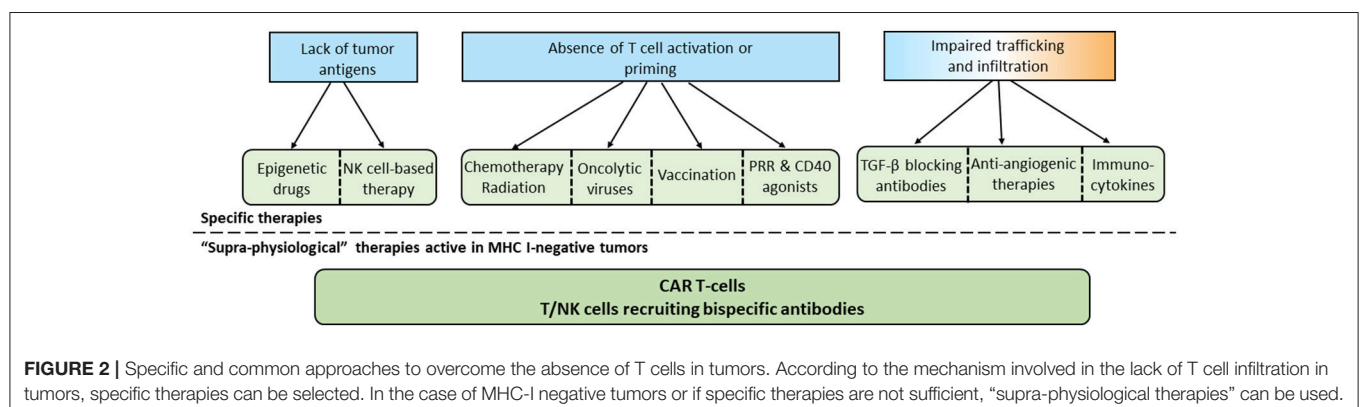 Lack of tumor
antigens
Absence of T cell activation or
priming
Impaired trafficking
and infiltration
Epigenetic
drugs
NK cell-based
therapy
Chemotherapy
Radiation
Oncolytic
viruses
Vaccination
PRR & CD40
agonists
TGF-β blocking
antibodies
Anti-angiogenic
therapies
Immuno-
cytokines
Specific therapies
“Supra-physiological” therapies active in MHC I-negative tumors
CAR T-cells
T/NK cells recruiting bispecific antibodies
FIGURE 2 | Specific and common approaches to overcome the absence of T cells in tumors. According to the mechanism involved in the lack of T cell infiltration in
tumors, specific therapies can be selected. In the case of MHC-I negative tumors or if specific therapies are not sufficient, “supra-physiological therapies” can be used.